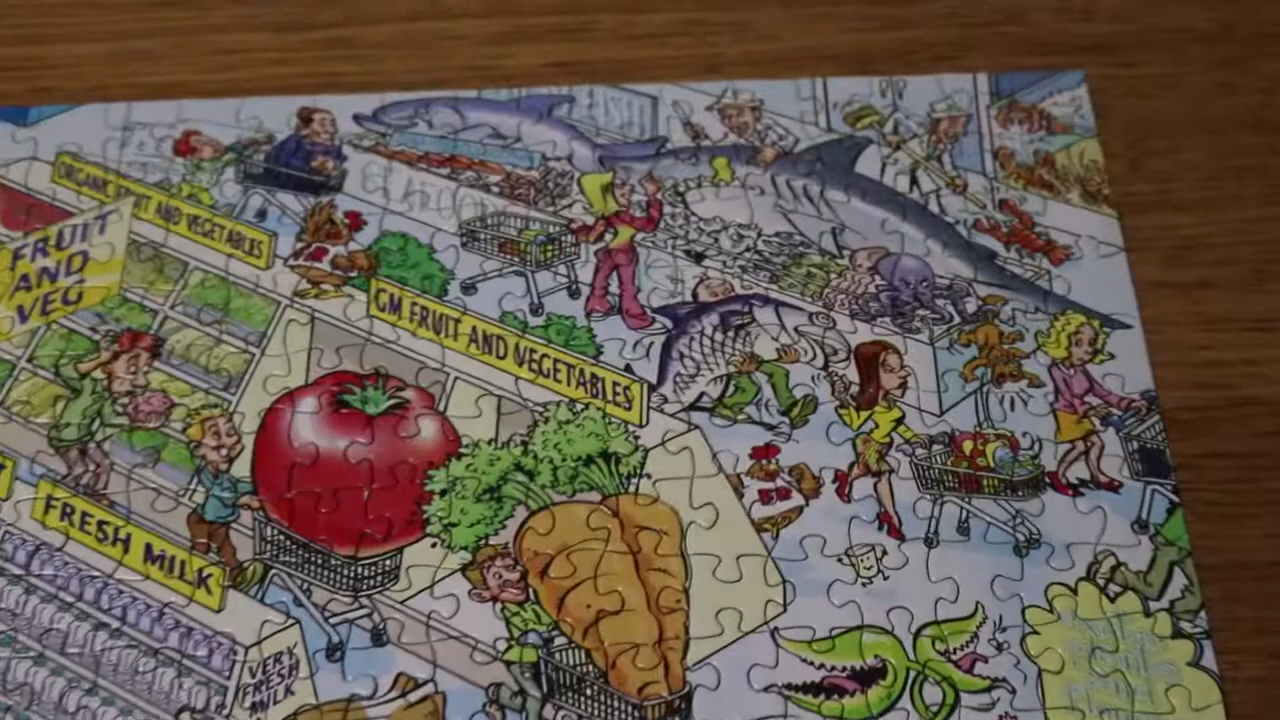 ORGANIC FRUIT AND VEGETABLES
FRUIT
AND
VEG
GM FRUIT AND VEGETABLES
FRESH MILK
VERY
FRESH
MILK